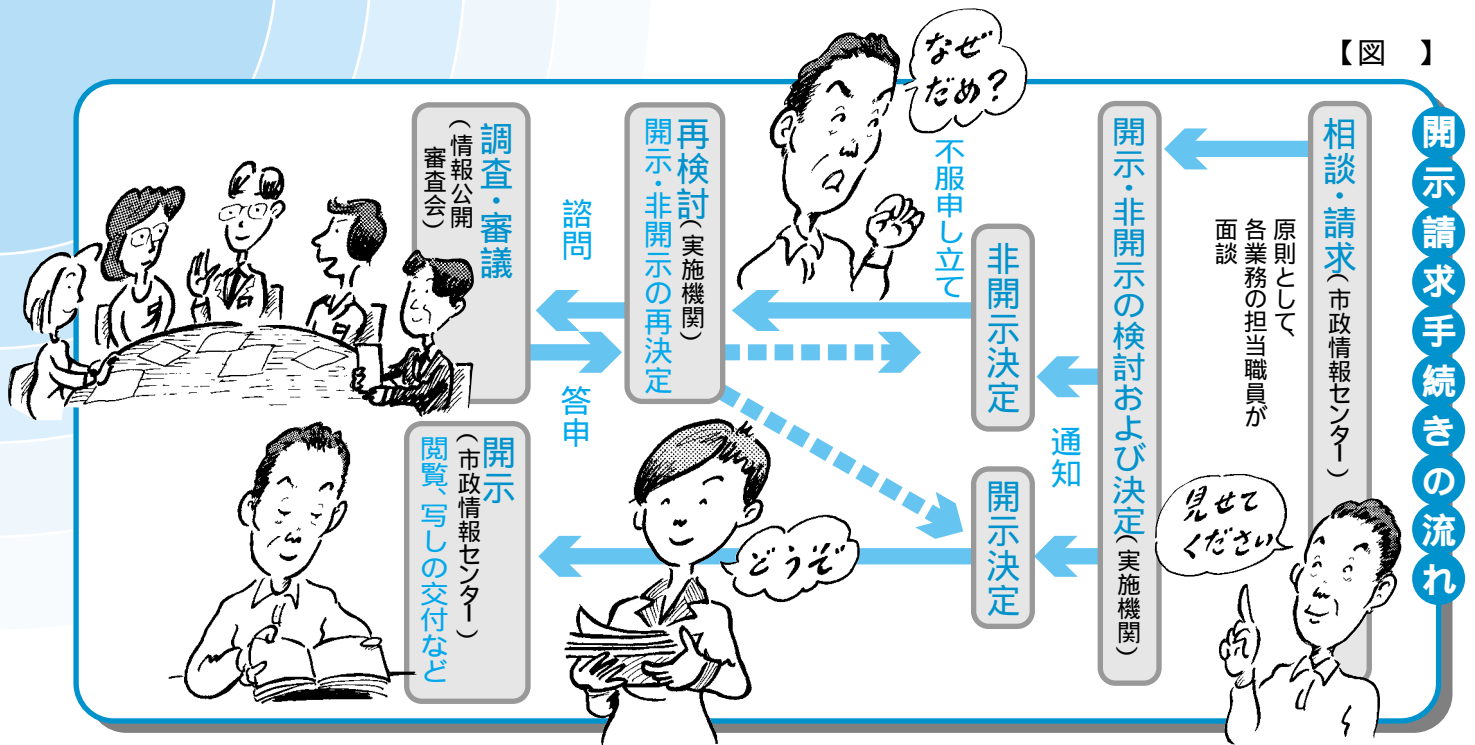 【図　】
開示請求手続きの流れ
相談・請求（市政情報センター）
原則として、
各業務の担当職員が
面談
見せて
ください
開示・非開示の検討および決定（実施機関）
通知
非開示決定
開示決定
不服申し立て
なぜ
だめ？
再検討（実施機関）
開示・非開示の再決定
諮問
答申
調査・審議
（情報公開
審査会）
どうぞ
開示
（市政情報センター）
閲覧、写しの交付など